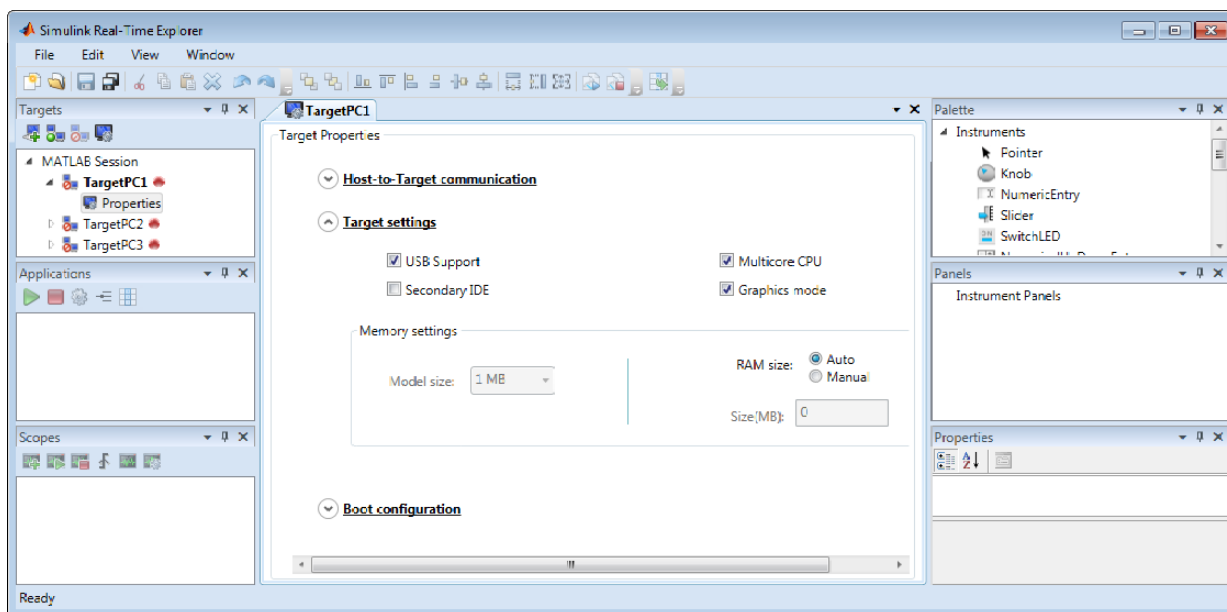 Simulink Real-Time Explorer
File Edit View Window
Targets
MATLAB Session
TargetPC1
Properties
TargetPC2
TargetPC3
Applications
Scopes
TargetPC1
Target Properties
Host-to-Target communication
Target settings
USB Support
Multicore CPU
Secondary IDE
Graphics mode
Memory settings
Model size: 1 MB
RAM size: Auto
Manual
Size(MB): 0
Boot configuration
Palette
Instruments
Pointer
Knob
NumericEntry
Slider
SwitchLED
Panels
Instrument Panels
Properties
Ready